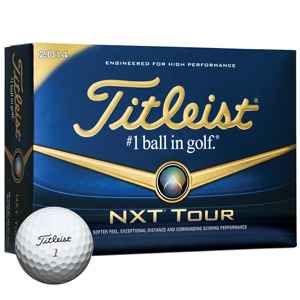 2014
ENGINEERED FOR HIGH PERFORMANCE
Titleist®
#1 ball in golf.®
NXT® TOUR
SOFTER FEEL, EXCEPTIONAL DISTANCE AND COMMANDING SCORING PERFORMANCE
Titleist
1